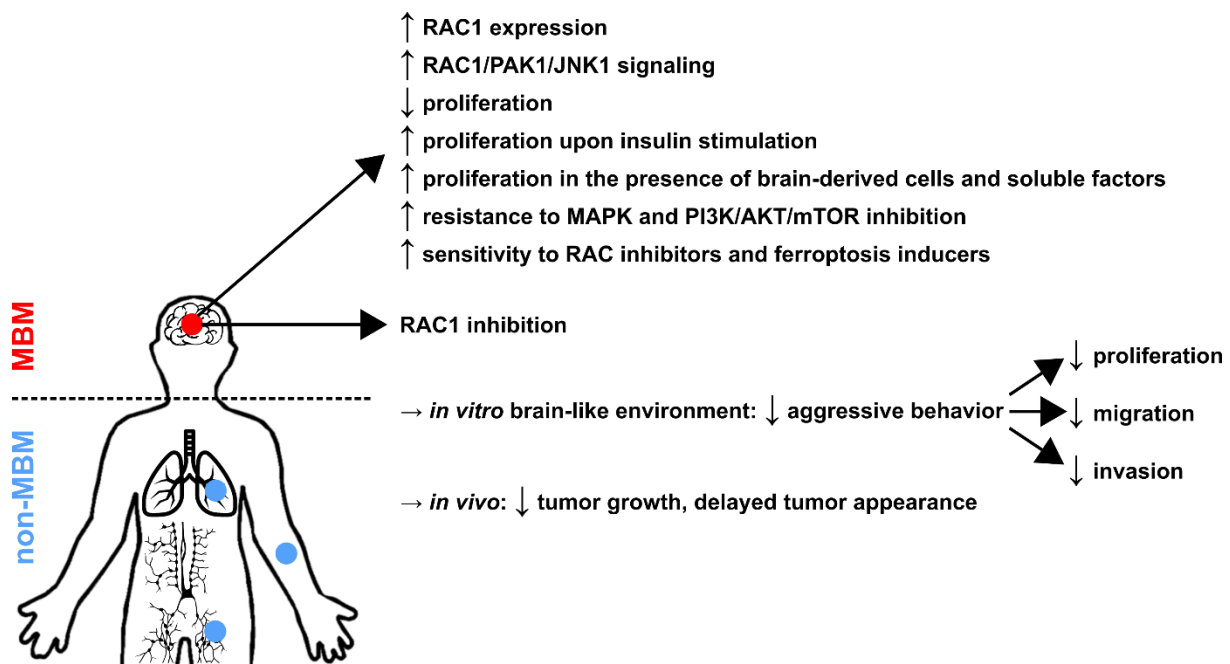 ↑ RAC1 expression
↑ RAC1/PAK1/JNK1 signaling
↓ proliferation
↑ proliferation upon insulin stimulation
↑ proliferation in the presence of brain-derived cells and soluble factors
↑ resistance to MAPK and PI3K/AKT/mTOR inhibition
↑ sensitivity to RAC inhibitors and ferroptosis inducers
MBM
RAC1 inhibition
non-MBM
→ in vitro brain-like environment: ↓ aggressive behavior
↓ proliferation
↓ migration
↓ invasion
→ in vivo: ↓ tumor growth, delayed tumor appearance